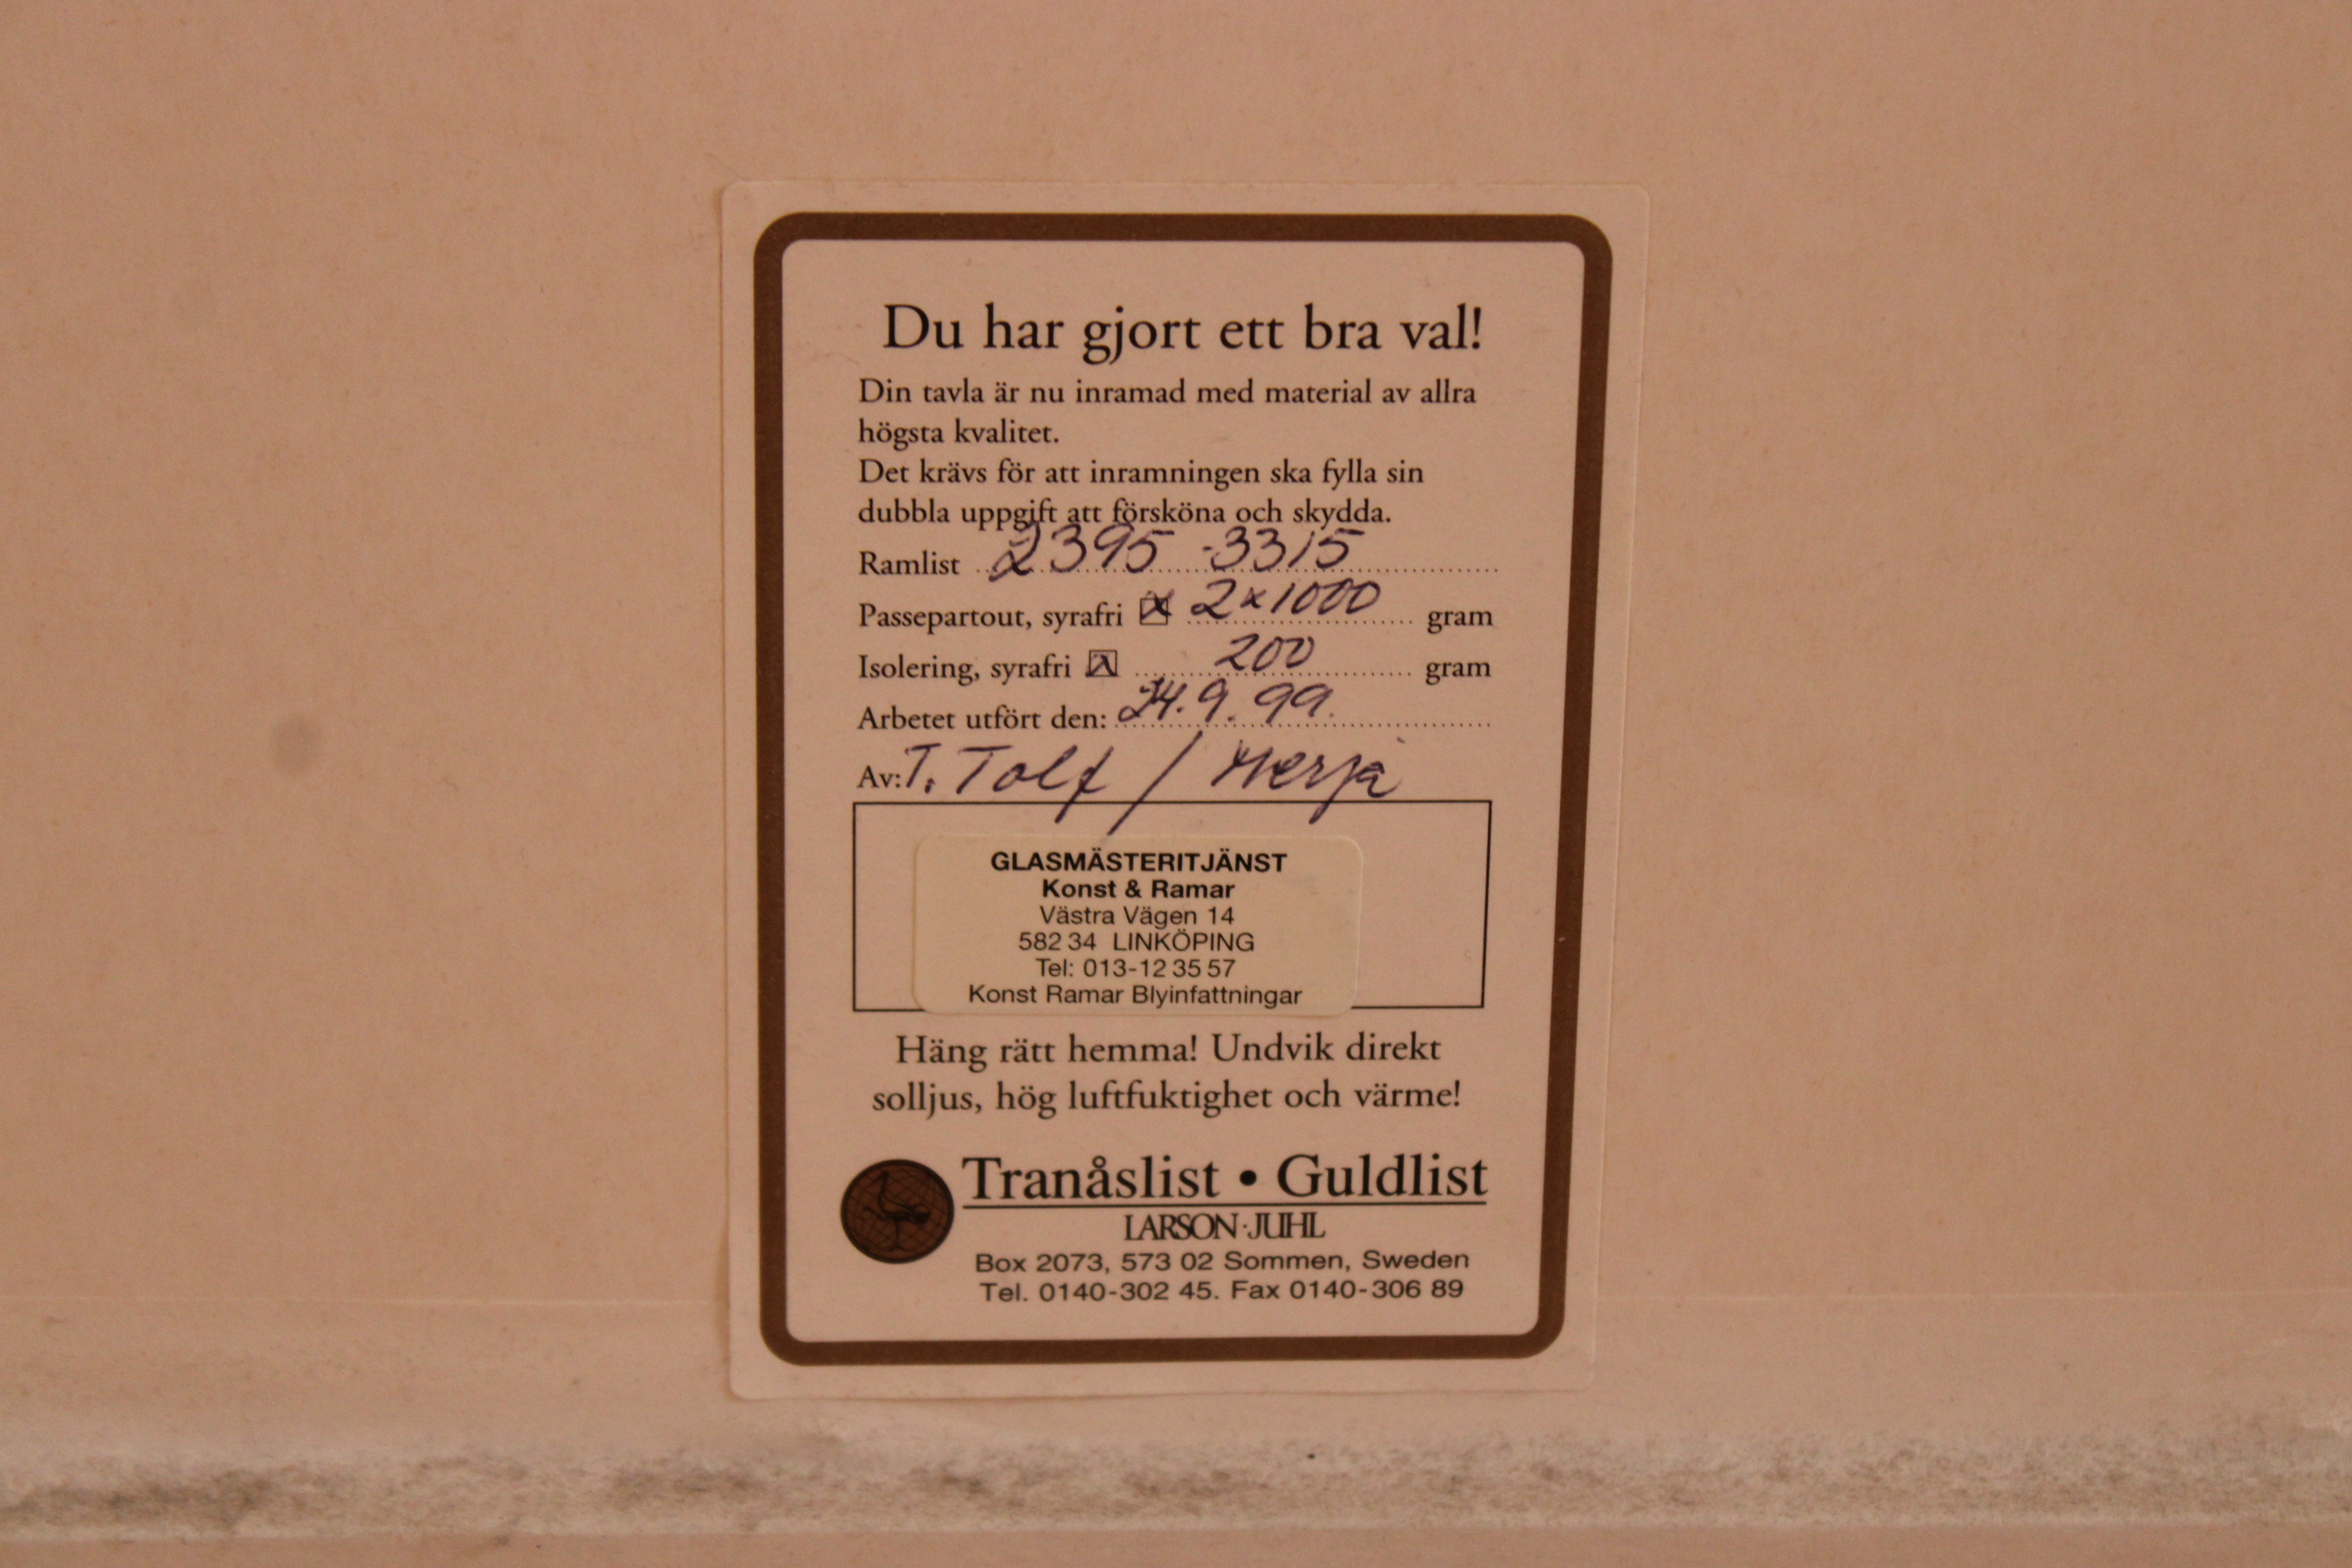 Du har gjort ett bra val!
Din tavla är nu inramad med material av allra
högsta kvalitet.
Det krävs för att inramningen ska fylla sin
dubbla uppgift att försköna och skydda.
Ramlist 2395 -3315
Passepartout, syrafri 2x1000 gram
Isolering, syrafri 200 gram
Arbetet utfört den: 24.9.99.
Av: T. Tolf / Merja
GLASMÄSTERITJÄNST
Konst & Ramar
Västra Vägen 14
582 34 LINKÖPING
Tel: 013-12 35 57
Konst Ramar Blyinfattningar
Häng rätt hemma! Undvik direkt
solljus, hög luftfuktighet och värme!
Tranåslist • Guldlist
LARSON·JUHL
Box 2073, 573 02 Sommen, Sweden
Tel. 0140-302 45. Fax 0140-306 89